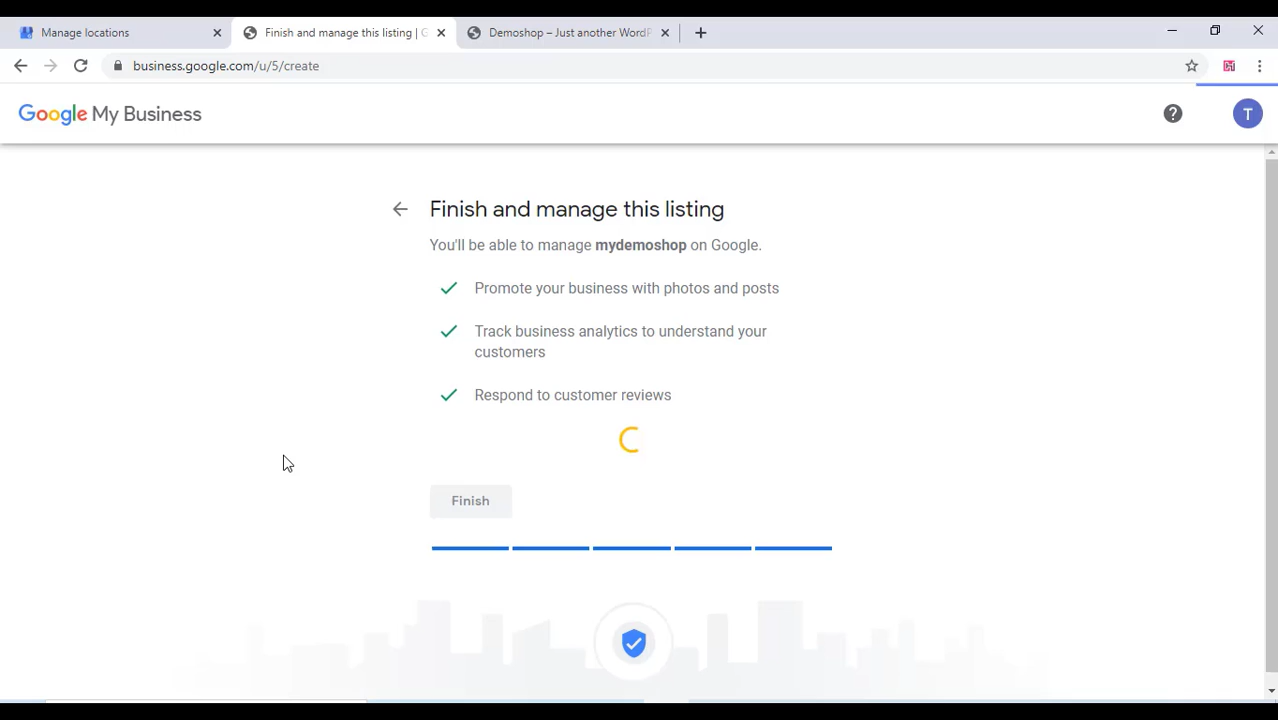 Manage locations
Finish and manage this listing | G
Demoshop – Just another WordP
business.google.com/u/5/create
Google My Business
T
Finish and manage this listing
You'll be able to manage mydemoshop on Google.
Promote your business with photos and posts
Track business analytics to understand your
customers
Respond to customer reviews
Finish